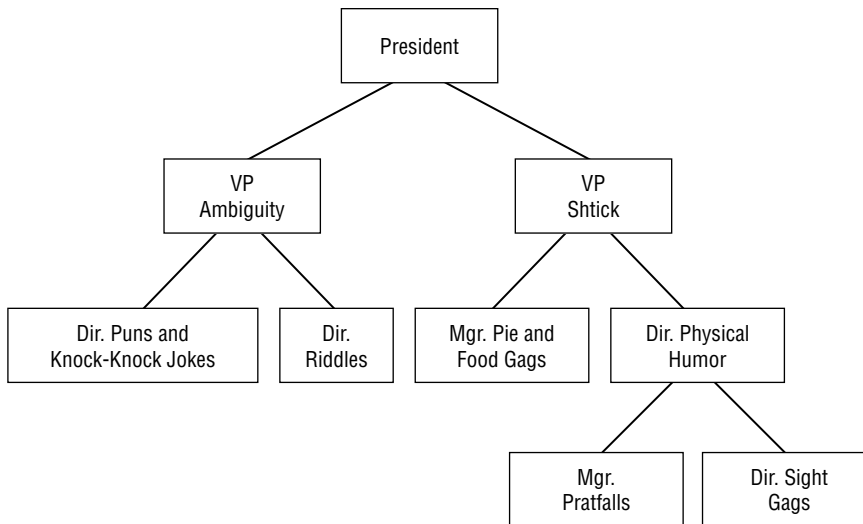 President
VP
Ambiguity
VP
Shtick
Dir. Puns and
Knock-Knock Jokes
Dir.
Riddles
Mgr. Pie and
Food Gags
Dir. Physical
Humor
Mgr.
Pratfalls
Dir. Sight
Gags